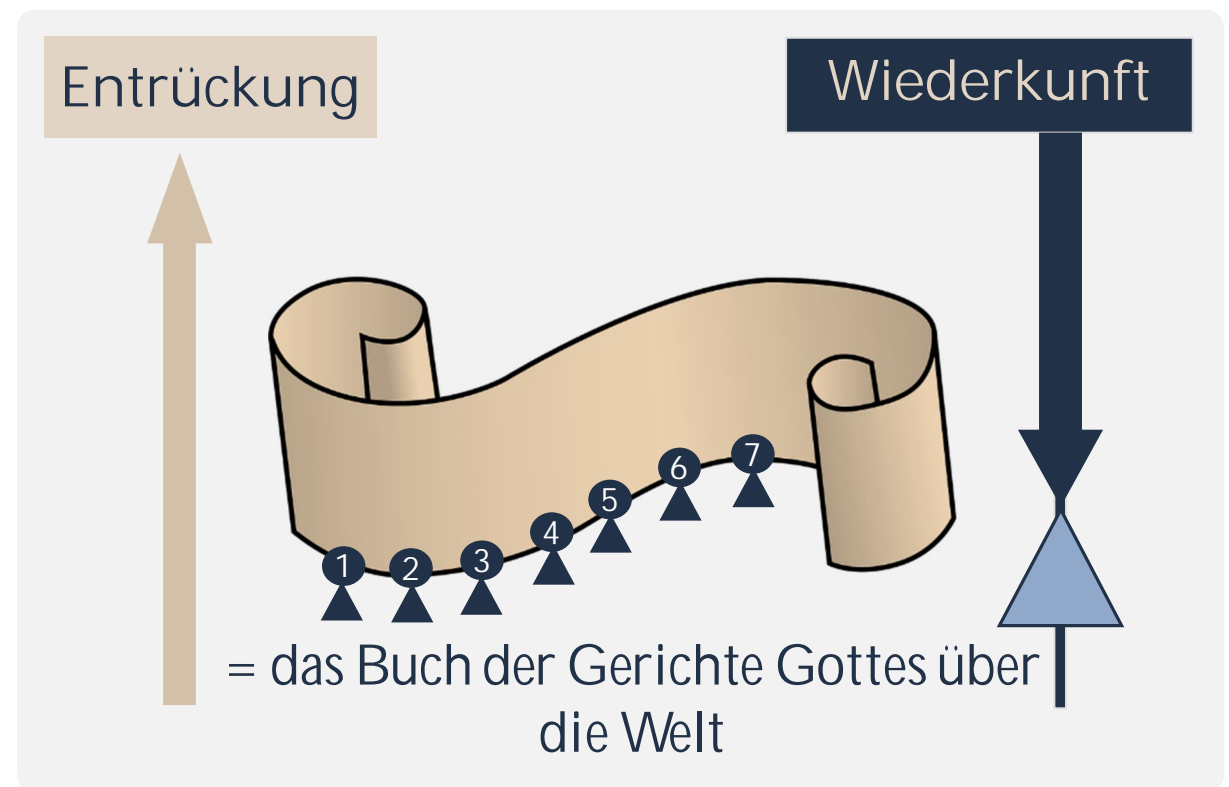 Entrückung
Wiederkunft
1
2
3
4
5
6
7
= das Buch der Gerichte Gottes über
die Welt